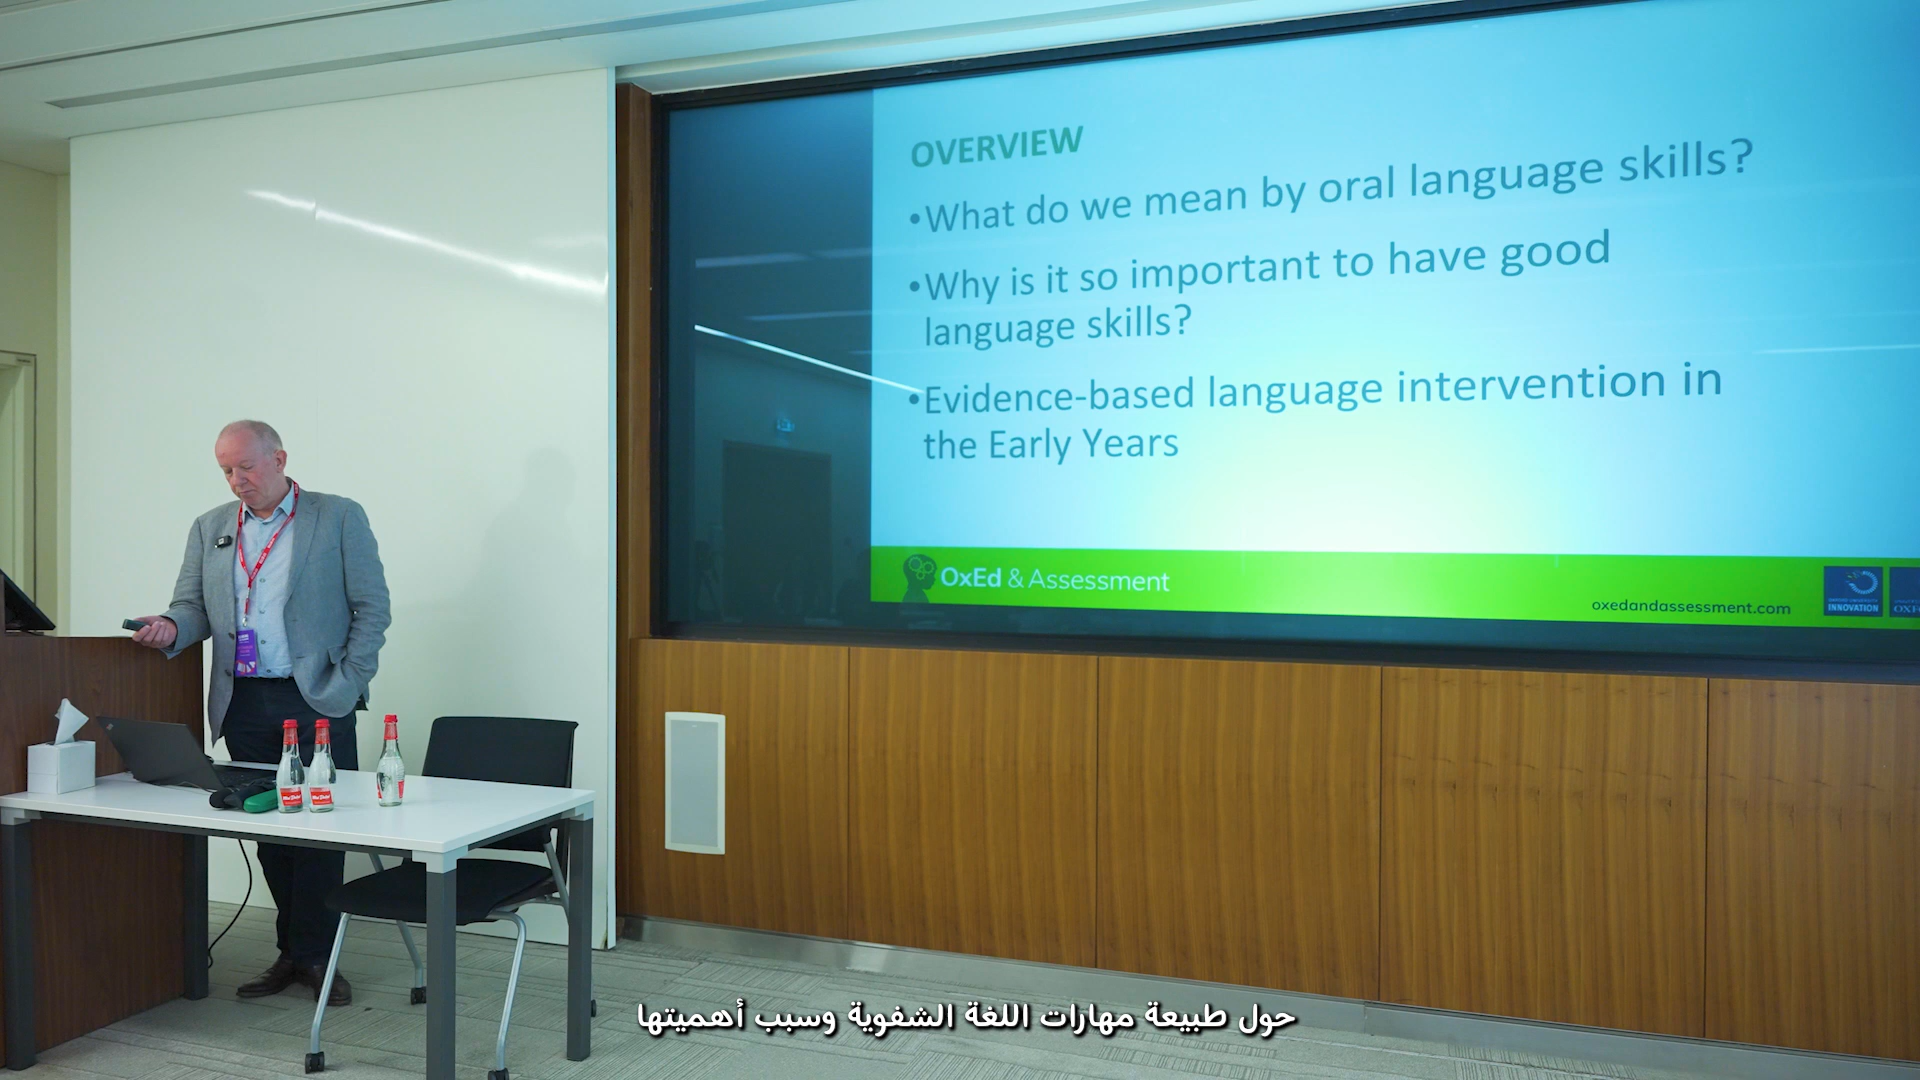 OVERVIEW
•What do we mean by oral language skills?
•Why is it so important to have good
language skills?
•Evidence-based language intervention in
the Early Years
OxEd & Assessment
oxedandassessment.com
INNOVATION
حول طبيعة مهارات اللغة الشفوية وسبب أهميتها